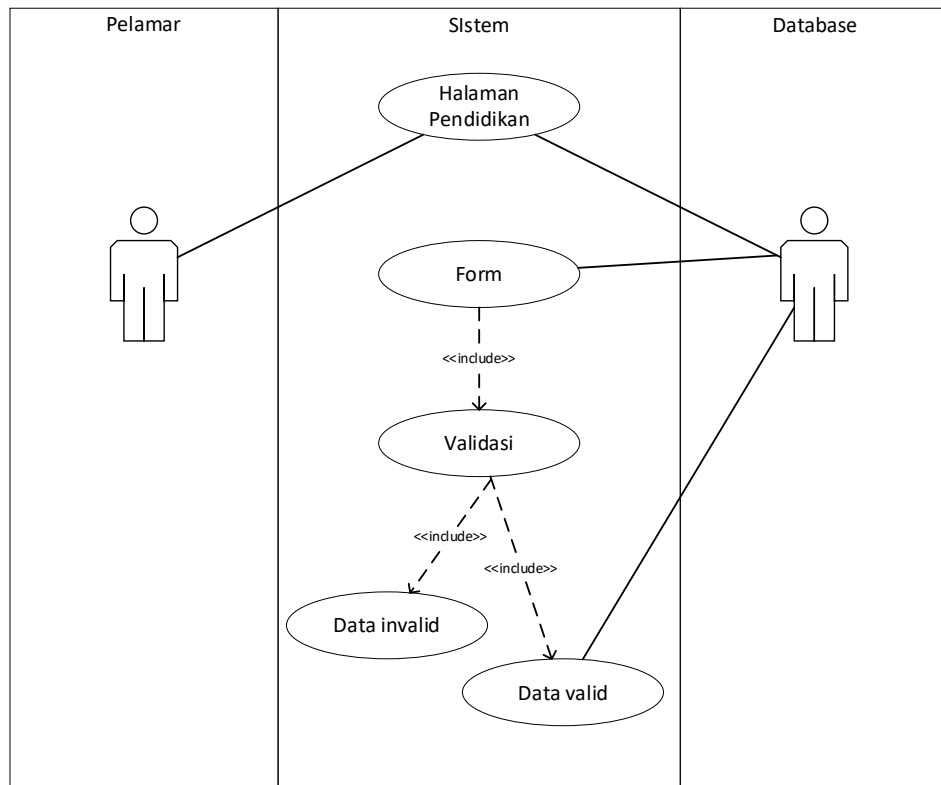 Pelamar
SIstem
Database
Halaman
Pendidikan
Form
<<include>>
Validasi
<<include>>
<<include>>
Data invalid
Data valid